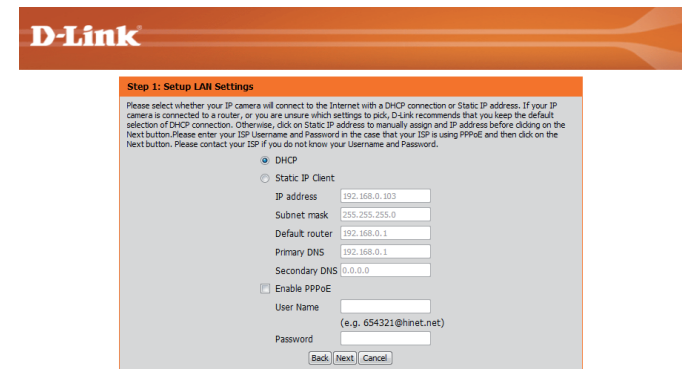 D-Link
Step 1: Setup LAN Settings
Please select whether your IP camera will connect to the Internet with a DHCP connection or Static IP address. If your IP
camera is connected to a router, or you are unsure which settings to pick, D-Link recommends that you keep the default
selection of DHCP connection. Otherwise, click on Static IP address to manually assign and IP address before clicking on the
Next button.Please enter your ISP Username and Password in the case that your ISP is using PPPoE and then click on the
Next button. Please contact your ISP if you do not know your Username and Password.
DHCP
Static IP Client
IP address 192.168.0.103
Subnet mask 255.255.255.0
Default router 192.168.0.1
Primary DNS 192.168.0.1
Secondary DNS 0.0.0.0
Enable PPPoE
User Name
(e.g. 654321@hinet.net)
Password
Back Next Cancel